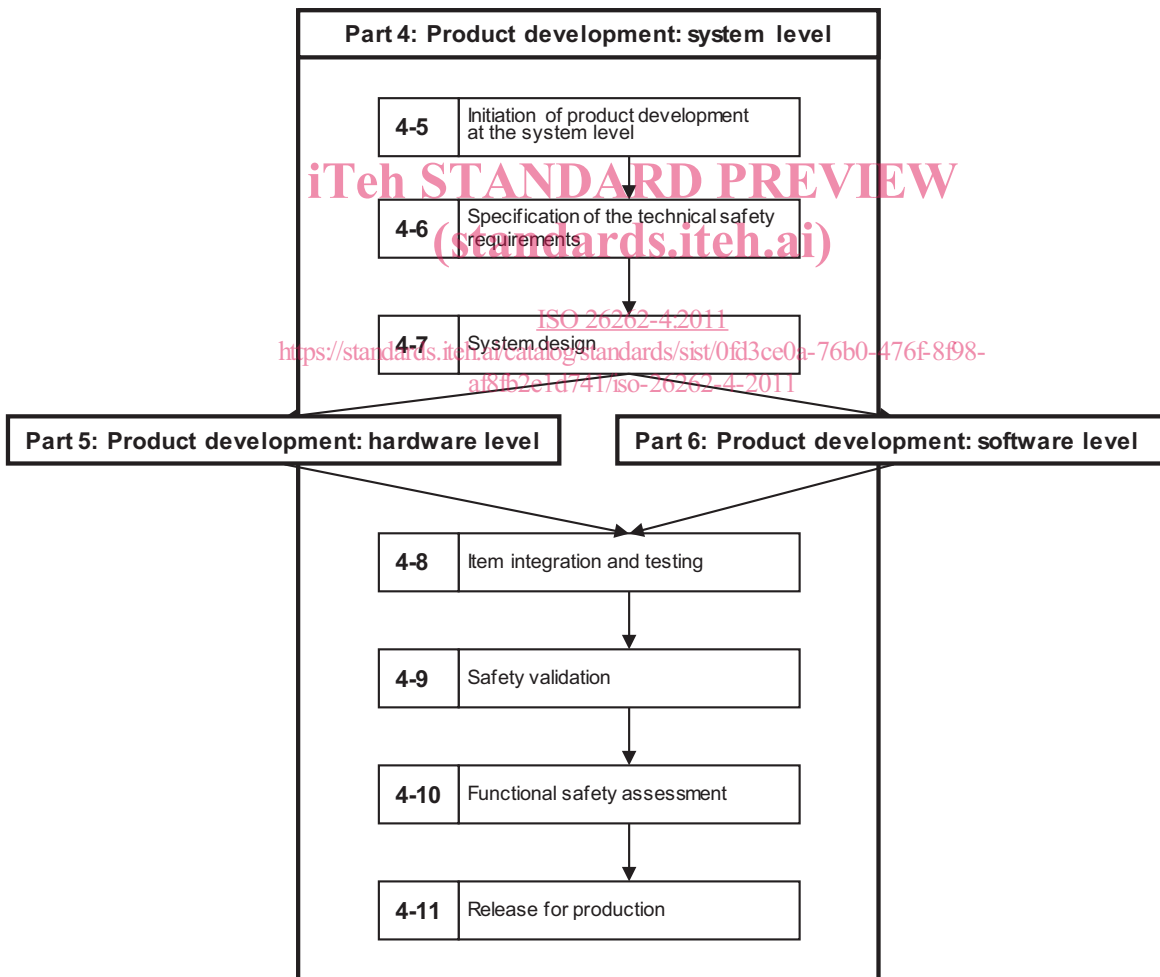 Part 4: Product development: system level
4-5
Initiation of product development
at the system level
iTeh STANDARD PREVIEW
4-6
Specification of the technical safety
requirements
(standards.iteh.ai)
ISO 26262-4:2011
4-7
System design
https://standards.iteh.ai/catalog/standards/sist/0fd3ce0a-76b0-476f-8f98-
af8fb2e1d741/iso-26262-4-2011
Part 5: Product development: hardware level
Part 6: Product development: software level
4-8
Item integration and testing
4-9
Safety validation
4-10
Functional safety assessment
4-11
Release for production